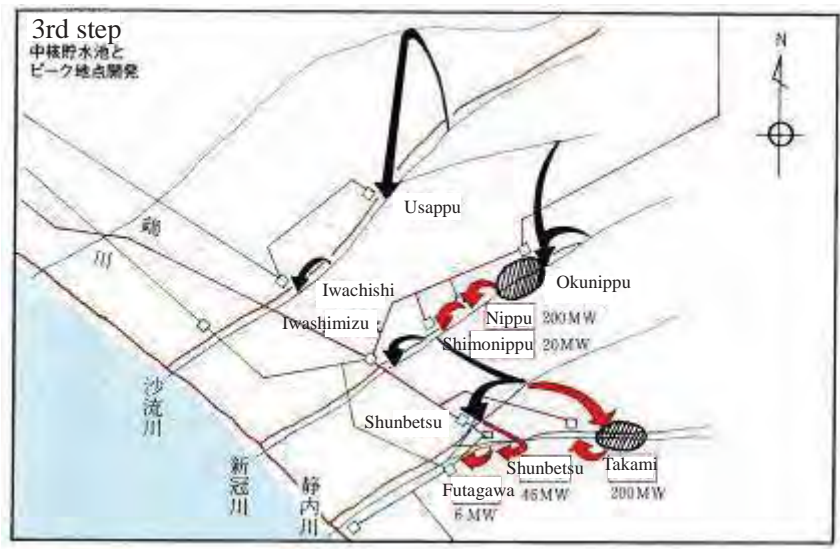 3rd step
中核貯水池と
ピーク地点開発
N
Usappu
鵡
川
Iwachishi
Okunippu
Iwashimizu
Nippu 200MW
Shimonippu 20MW
沙流川
Shunbetsu
新冠川
静内川
Shunbetsu
46MW
Takami
200MW
Futagawa
6MW